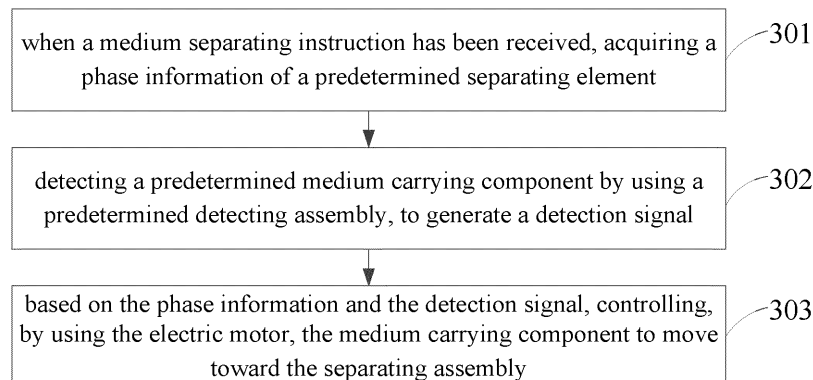 when a medium separating instruction has been received, acquiring a
phase information of a predetermined separating element
301
detecting a predetermined medium carrying component by using a
predetermined detecting assembly, to generate a detection signal
302
based on the phase information and the detection signal, controlling,
by using the electric motor, the medium carrying component to move
toward the separating assembly
303